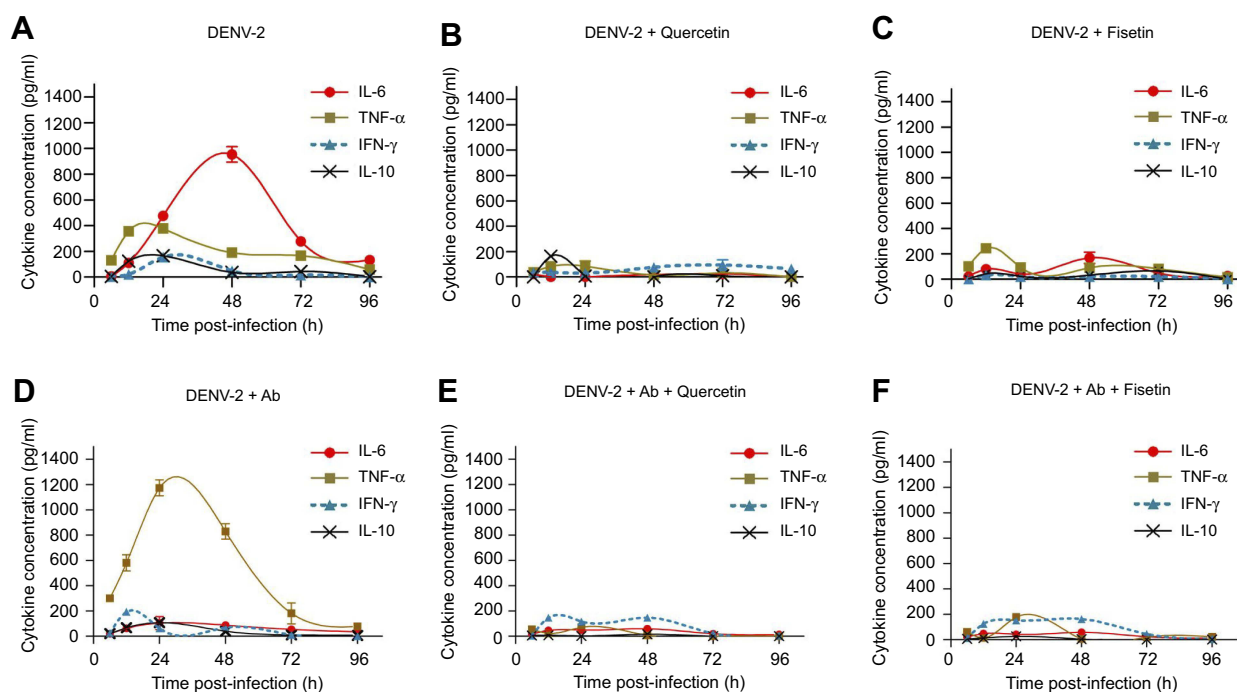 A
DENV-2
Cytokine concentration (pg/ml)
1400
1200
1000
800
600
400
200
0
0
24
48
72
96
Time post-infection (h)
IL-6
TNF-α
IFN-γ
IL-10
B
DENV-2 + Quercetin
Cytokine concentration (pg/ml)
1400
1200
1000
800
600
400
200
0
0
24
48
72
96
Time post-infection (h)
IL-6
TNF-α
IFN-γ
IL-10
C
DENV-2 + Fisetin
Cytokine concentration (pg/ml)
1400
1200
1000
800
600
400
200
0
0
24
48
72
96
Time post-infection (h)
IL-6
TNF-α
IFN-γ
IL-10
D
DENV-2 + Ab
Cytokine concentration (pg/ml)
1400
1200
1000
800
600
400
200
0
0
24
48
72
96
Time post-infection (h)
IL-6
TNF-α
IFN-γ
IL-10
E
DENV-2 + Ab + Quercetin
Cytokine concentration (pg/ml)
1400
1200
1000
800
600
400
200
0
0
24
48
72
96
Time post-infection (h)
IL-6
TNF-α
IFN-γ
IL-10
F
DENV-2 + Ab + Fisetin
Cytokine concentration (pg/ml)
1400
1200
1000
800
600
400
200
0
0
24
48
72
96
Time post-infection (h)
IL-6
TNF-α
IFN-γ
IL-10